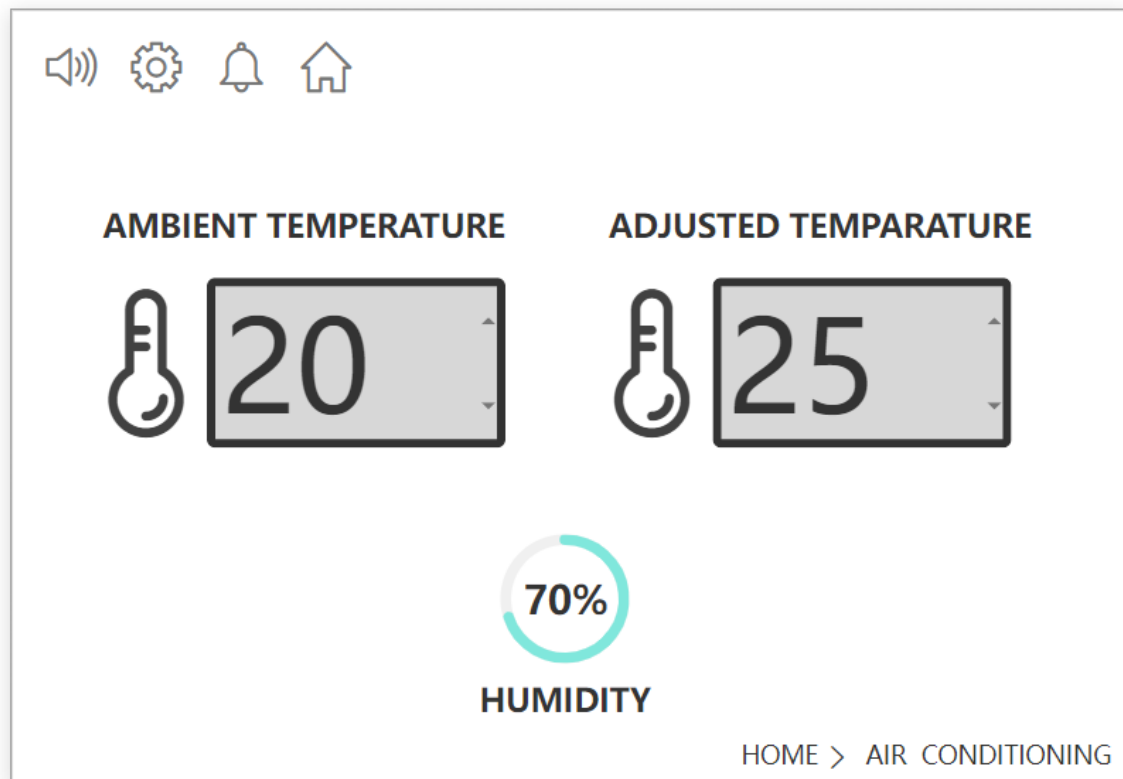 AMBIENT TEMPERATURE
ADJUSTED TEMPARATURE
20
25
70%
HUMIDITY
HOME > AIR CONDITIONING